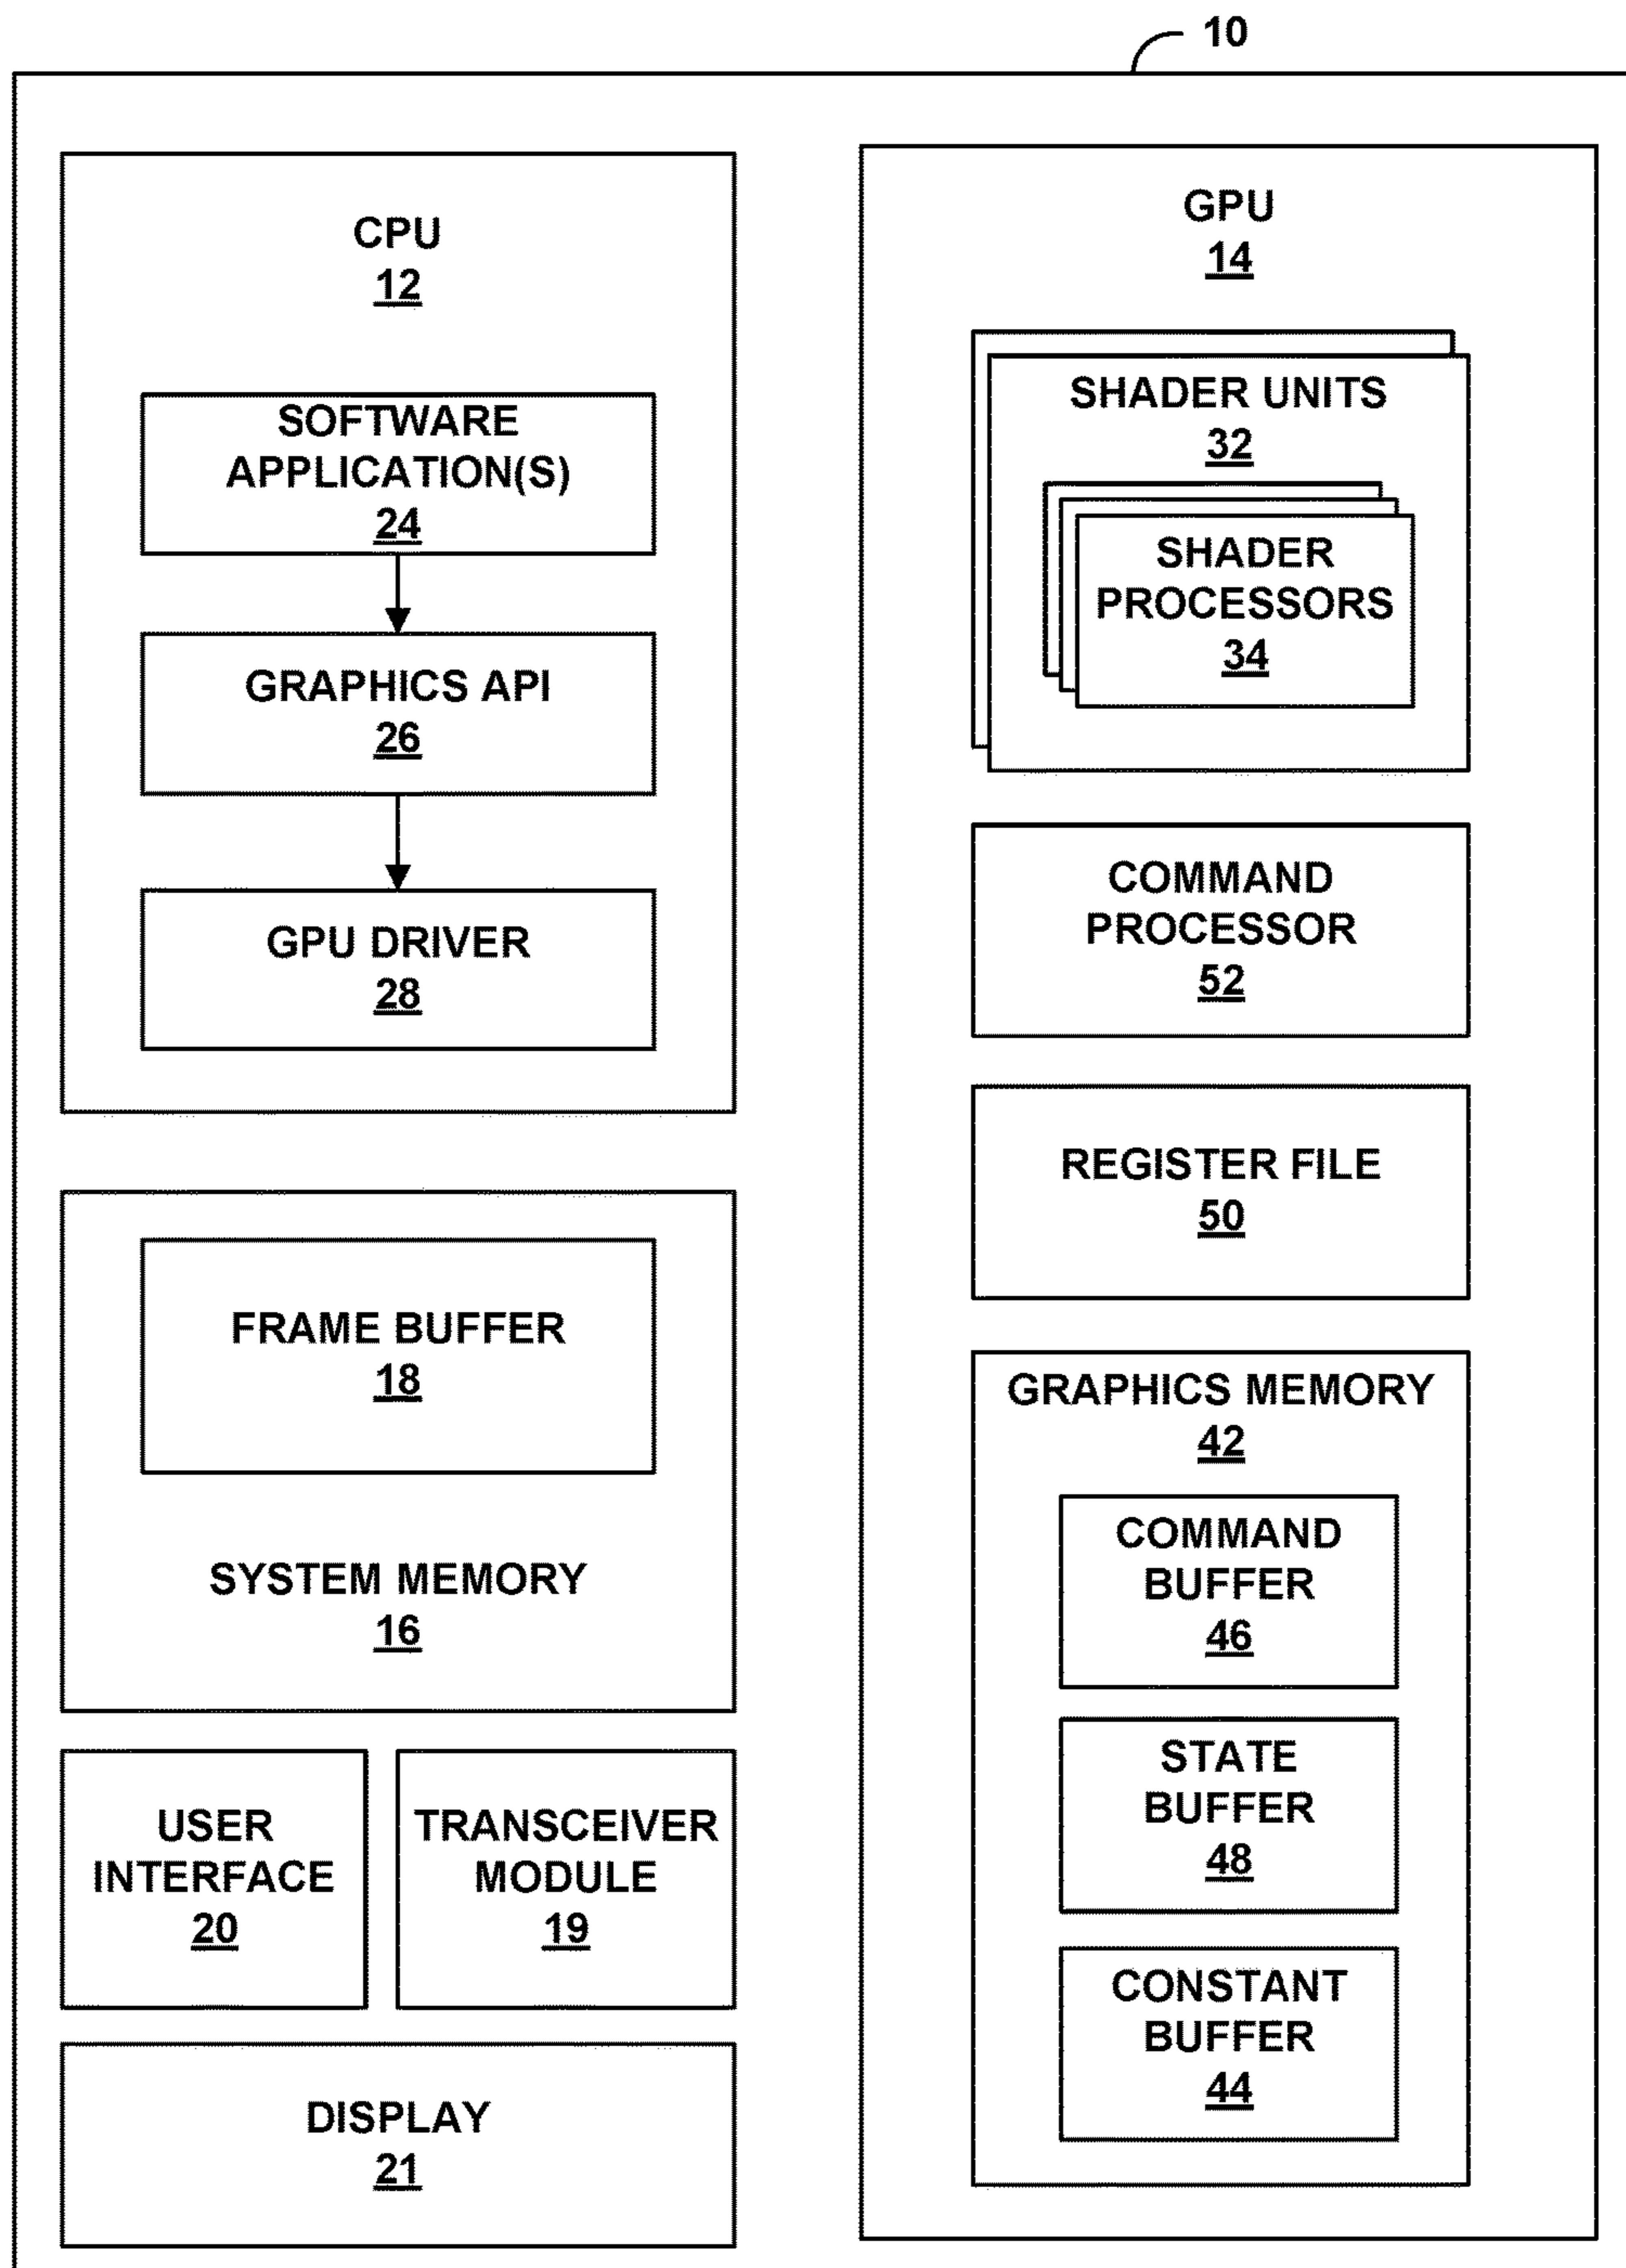 10
CPU
12
SOFTWARE
APPLICATION(S)
24
GRAPHICS API
26
GPU DRIVER
28
FRAME BUFFER
18
SYSTEM MEMORY
16
USER
INTERFACE
20
TRANSCEIVER
MODULE
19
DISPLAY
21
GPU
14
SHADER UNITS
32
SHADER
PROCESSORS
34
COMMAND
PROCESSOR
52
REGISTER FILE
50
GRAPHICS MEMORY
42
COMMAND
BUFFER
46
STATE
BUFFER
48
CONSTANT
BUFFER
44